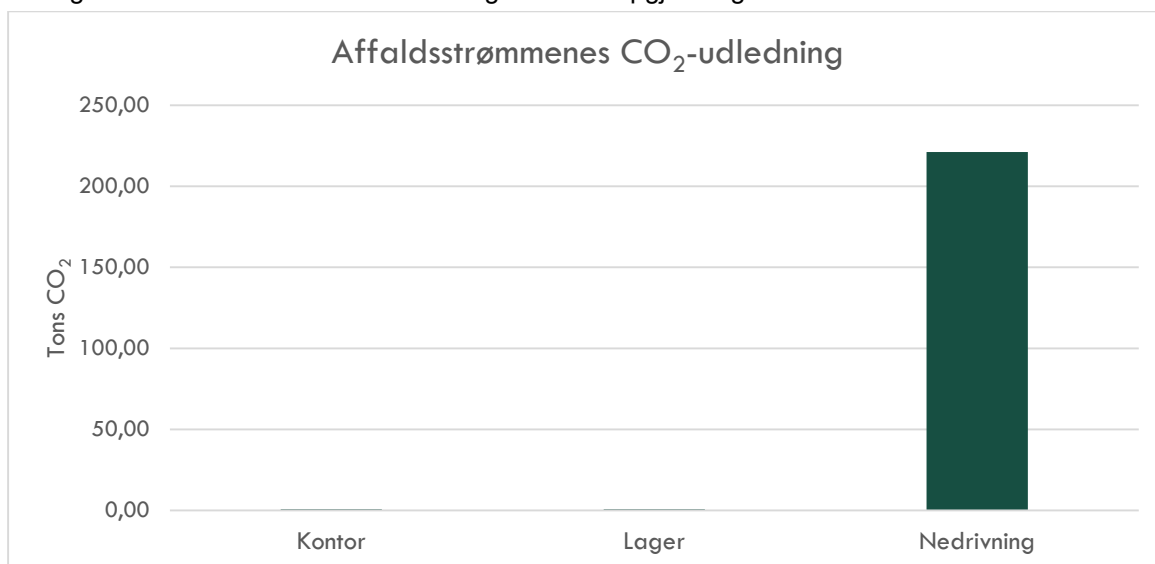 Affaldsstrømmenes CO₂-udledning
250,00
200,00
150,00
100,00
50,00
0,00
Tons CO₂
Kontor
Lager
Nedrivning